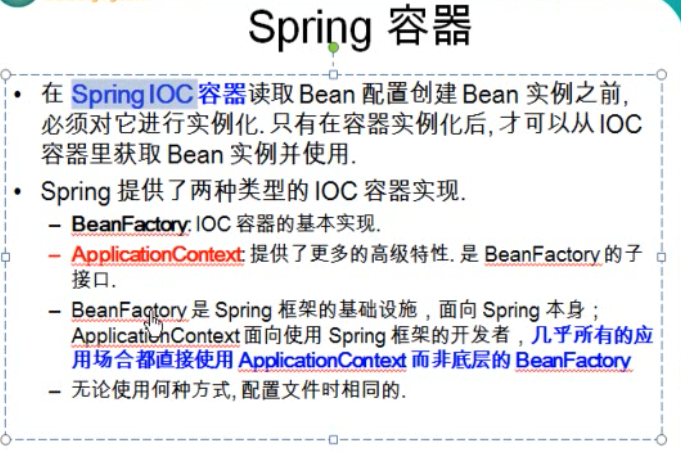 Spring 容器
• 在 Spring IOC 容器读取 Bean 配置创建 Bean 实例之前,
必须对它进行实例化. 只有在容器实例化后, 才可以从 IOC
容器里获取 Bean 实例并使用.
• Spring 提供了两种类型的 IOC 容器实现.
– BeanFactory: IOC 容器的基本实现.
– ApplicationContext: 提供了更多的高级特性. 是 BeanFactory 的子
接口.
– BeanFactory 是 Spring 框架的基础设施，面向 Spring 本身；
ApplicationContext 面向使用 Spring 框架的开发者，几乎所有的应
用场合都直接使用 ApplicationContext 而非底层的 BeanFactory
– 无论使用何种方式, 配置文件时相同的.